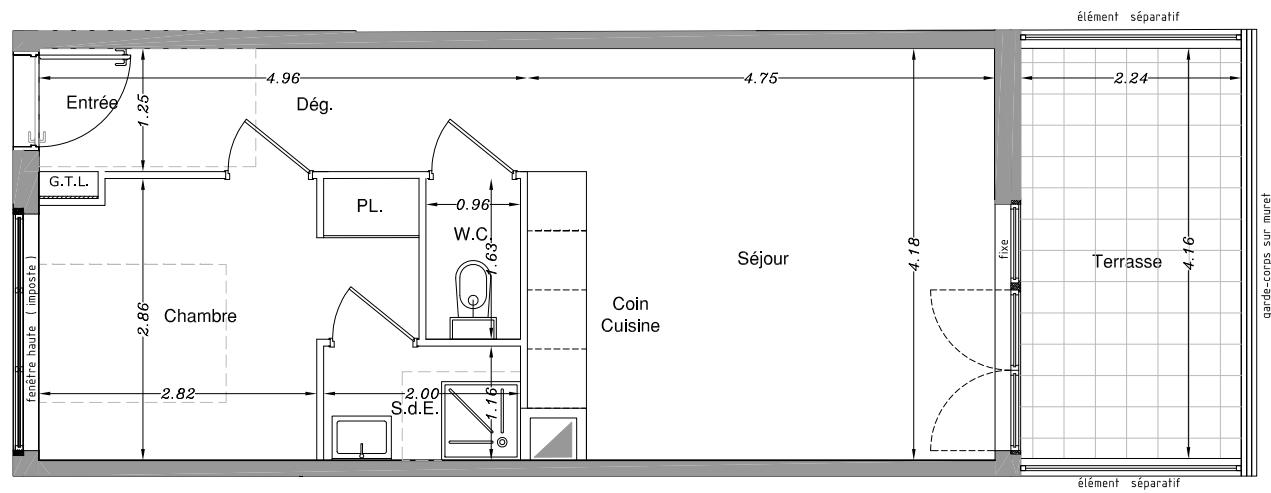 élément séparatif
4.96
4.75
2.24
Entrée
1.25
Dég.
G.T.L.
PL.
0.96
W.C.
1.63
4.18
fixe
Séjour
Terrasse
4.16
garde-corps sur muret
fenêtre haute ( imposte )
Chambre
2.86
Coin
Cuisine
2.82
2.00
S.d.E.
1.16
élément séparatif